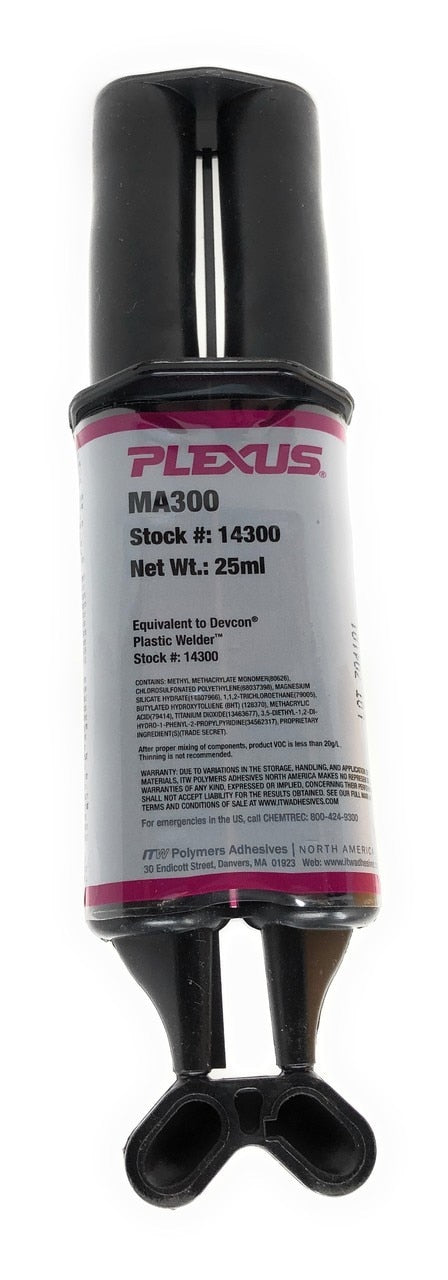 PLEXUS®
MA300
Stock #: 14300
Net Wt.: 25ml
Equivalent to Devcon®
Plastic Welder™
Stock #: 14300
CONTAINS: METHYL METHACRYLATE MONOMER(80626),
CHLOROSULFONATED POLYETHYLENE(68037398), MAGNESIUM
SILICATE HYDRATE(14807966), 1,1,2-TRICHLOROETHANE(79005),
BUTYLATED HYDROXYTOLUENE (BHT) (128370), METHACRYLIC
ACID(79414), TITANIUM DIOXIDE(13463677), 3,5-DIETHYL-1,2-DI-
HYDRO-1-PHENYL-2-PROPYLPYRIDINE(34562317), PROPRIETARY
INGREDIENT(S)(TRADE SECRET).
After proper mixing of components, product VOC is less than 20g/L.
Thinning is not recommended.
WARRANTY: DUE TO VARIATIONS IN THE STORAGE, HANDLING, AND APPLICATION
MATERIALS, ITW POLYMERS ADHESIVES NORTH AMERICA MAKES NO
WARRANTIES OF ANY KIND, EXPRESSED OR IMPLIED, CONCERNING THEIR
SHALL NOT ACCEPT LIABILITY FOR THE RESULTS OBTAINED. SEE OUR FULL
TERMS AND CONDITIONS OF SALE AT WWW.ITWADHESIVES.COM
For emergencies in the US, call CHEMTREC: 800-424-9300
ITW Polymers Adhesives | NORTH AMERICA
30 Endicott Street, Danvers, MA 01923 Web: www.itwadhesives